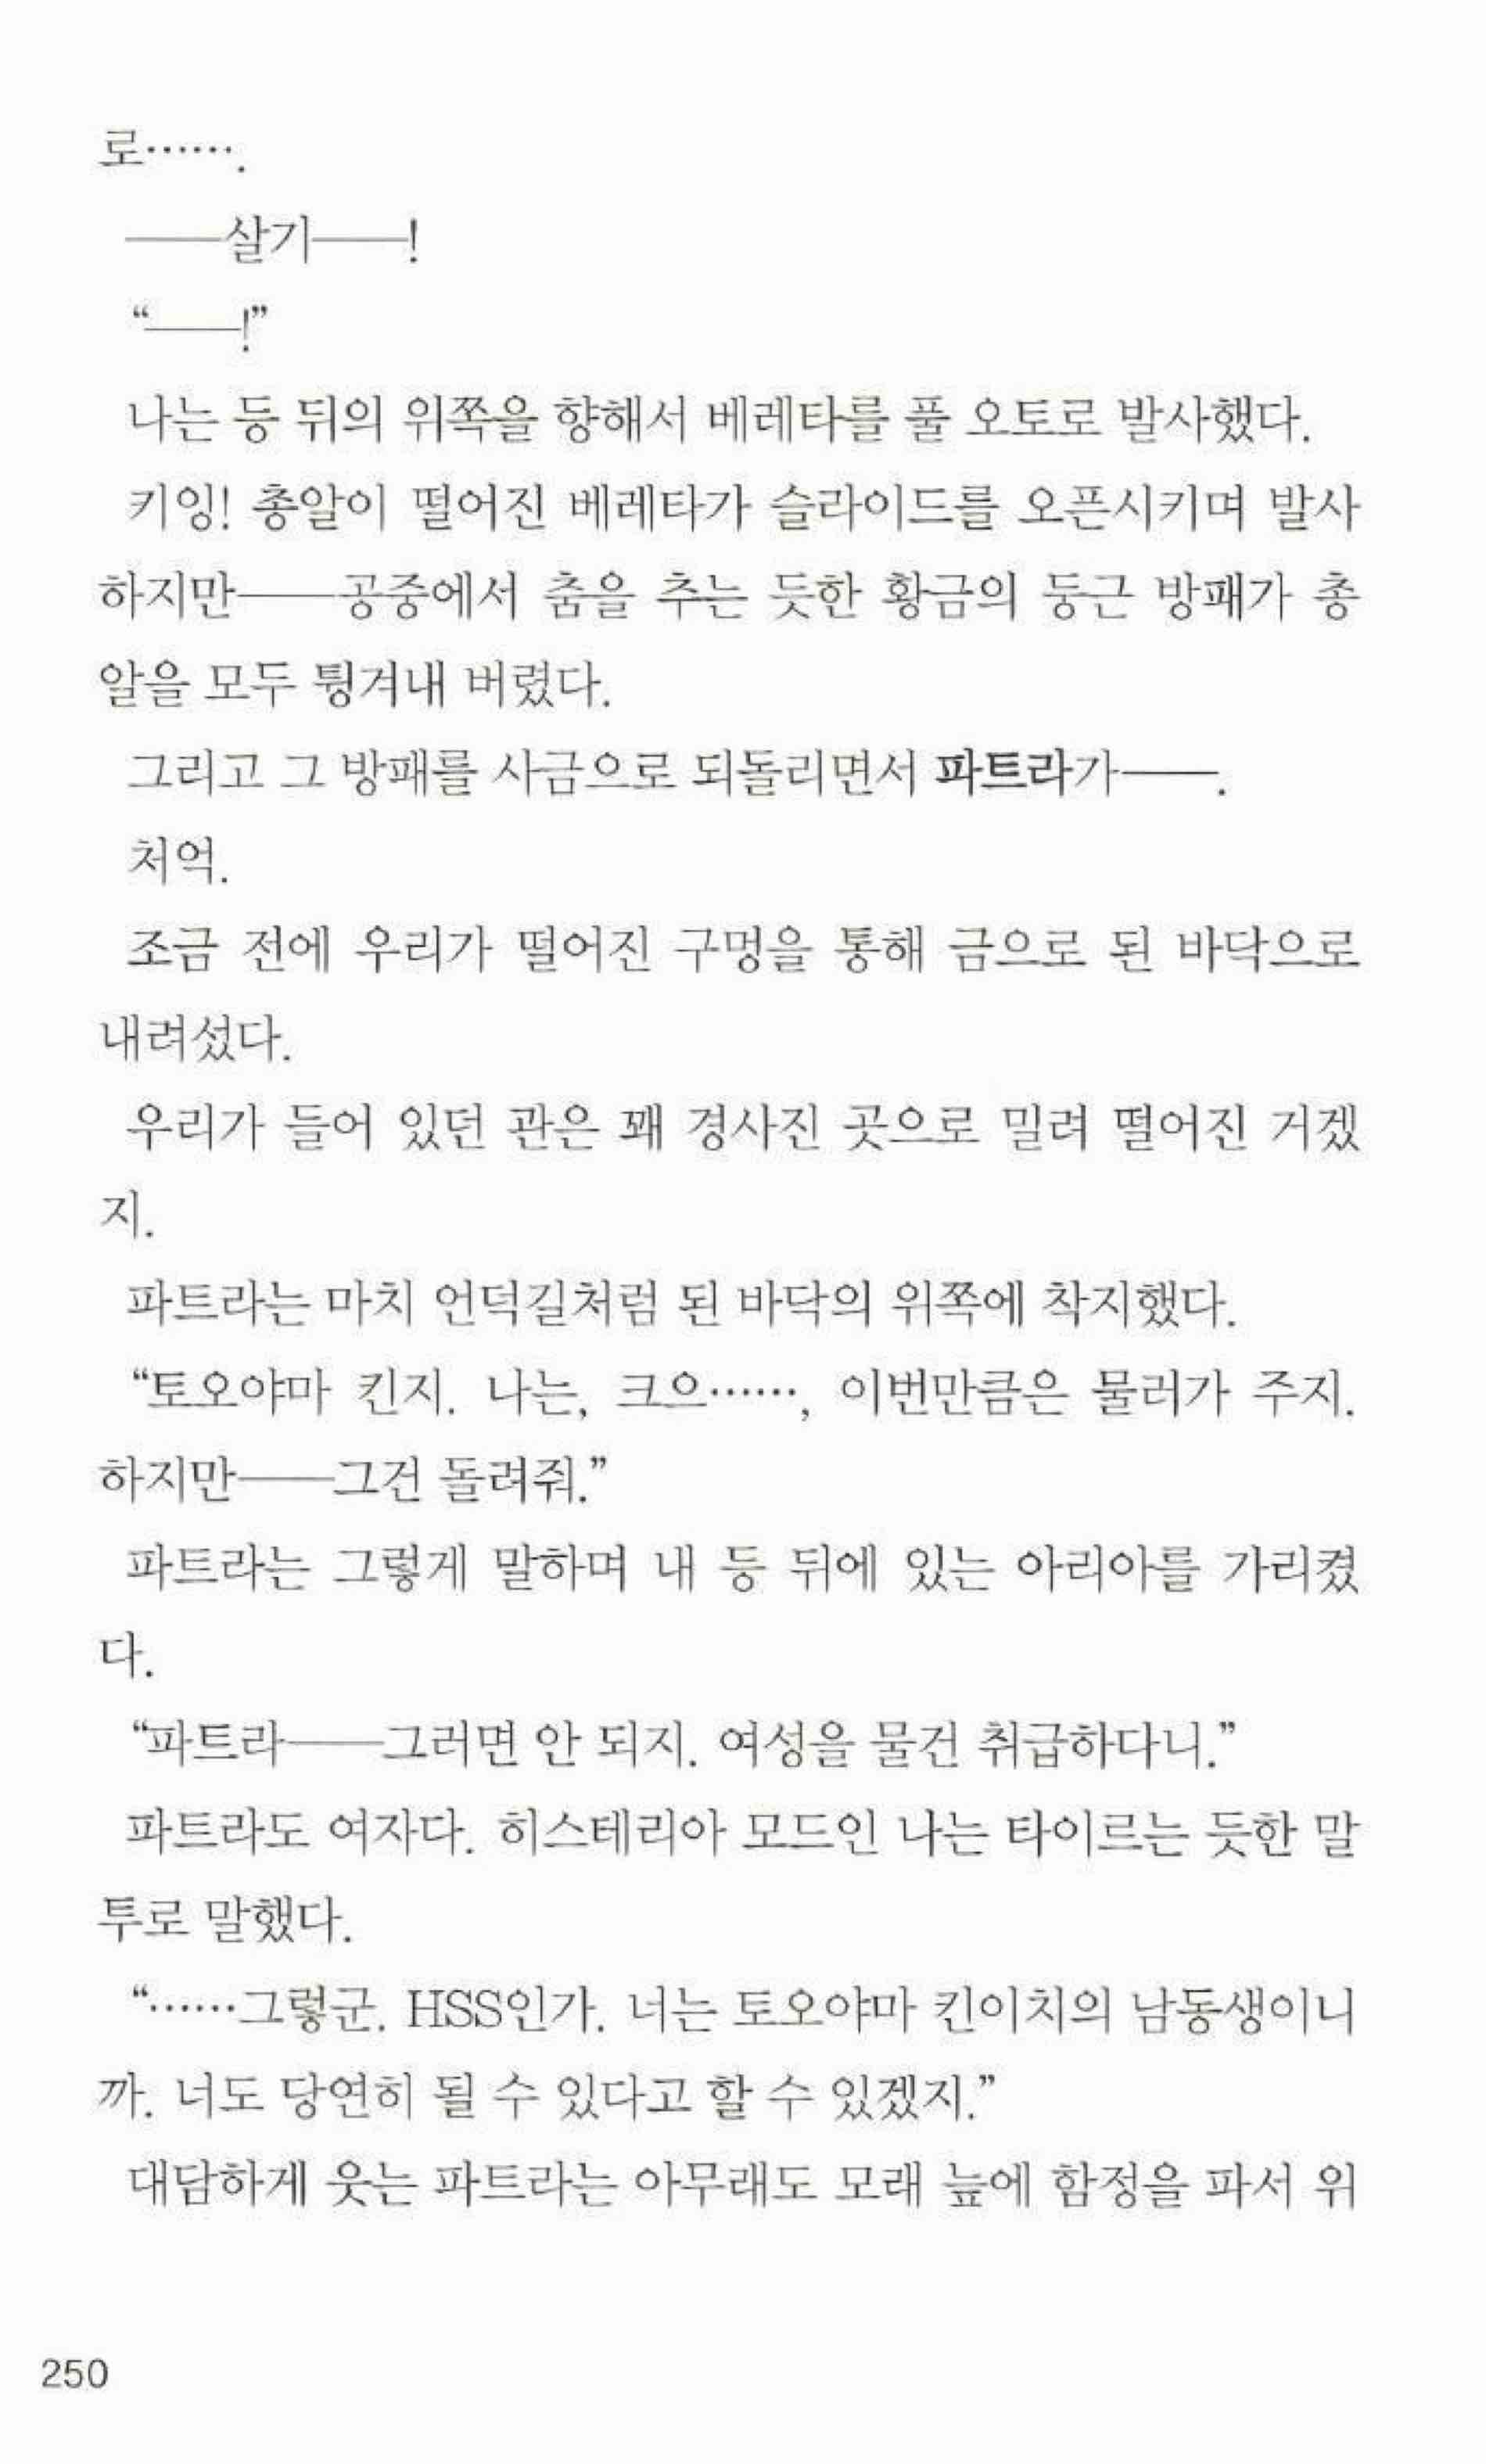 로…….
——살기——!
“——!”
나는 등 뒤의 위쪽을 향해서 베레타를 풀 오토로 발사했다.
키잉! 총알이 떨어진 베레타가 슬라이드를 오픈시키며 발사
하지만——공중에서 춤을 추는 듯한 황금의 둥근 방패가 총
알을 모두 튕겨내 버렸다.
그리고 그 방패를 사금으로 되돌리면서 파트라가——.
처억.
조금 전에 우리가 떨어진 구멍을 통해 금으로 된 바닥으로
내려섰다.
우리가 들어 있던 관은 꽤 경사진 곳으로 밀려 떨어진 거겠
지.
파트라는 마치 언덕길처럼 된 바닥의 위쪽에 착지했다.
“토오야마 킨지. 나는, 크으……, 이번만큼은 물러가 주지.
하지만——그건 돌려줘.”
파트라는 그렇게 말하며 내 등 뒤에 있는 아리아를 가리켰
다.
“파트라——그러면 안 되지. 여성을 물건 취급하다니.”
파트라도 여자다. 히스테리아 모드인 나는 타이르는 듯한 말
투로 말했다.
“……그렇군. HSS인가. 너는 토오야마 킨이치의 남동생이니
까. 너도 당연히 될 수 있다고 할 수 있겠지.”
대담하게 웃는 파트라는 아무래도 모래 늪에 함정을 파서 위
250